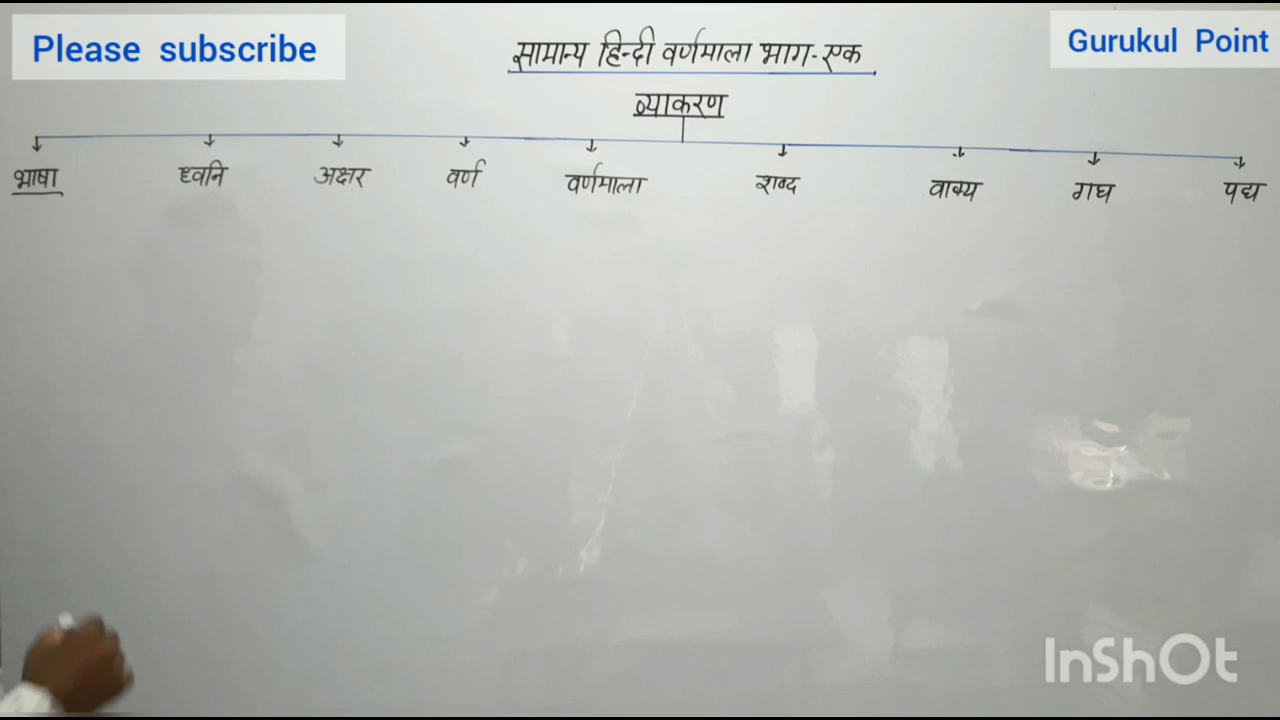 Please subscribe
Gurukul Point
सामान्य हिन्दी वर्णमाला भाग-एक
व्याकरण
भाषा ध्वनि अक्षर वर्ण वर्णमाला शब्द वाक्य गद्य पद्य
InShOt